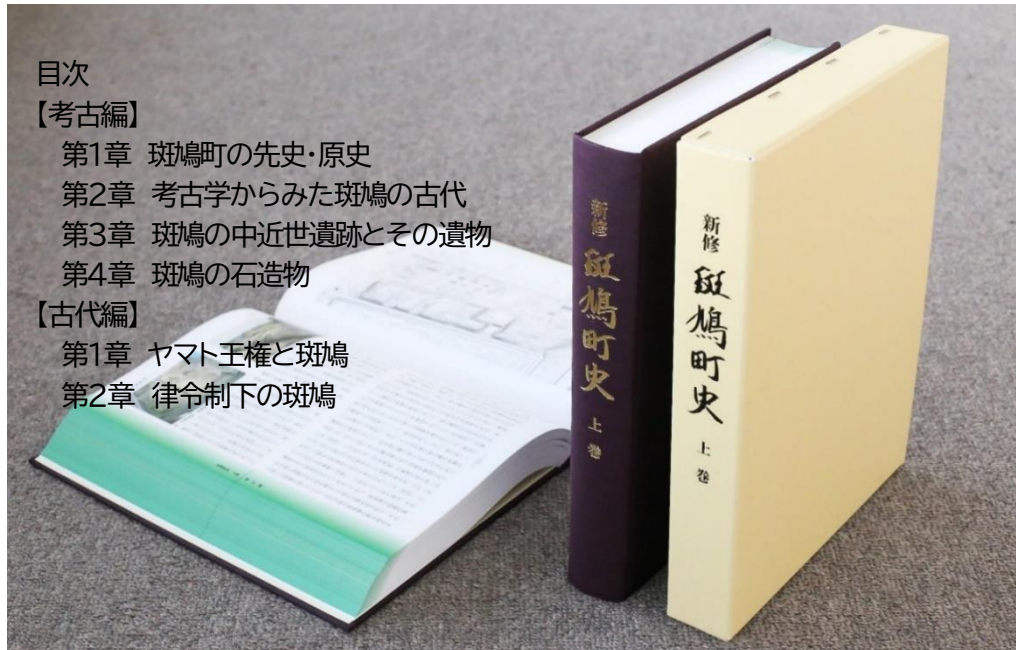 目次
【考古編】
第1章 斑鳩町の先史・原史
第2章 考古学からみた斑鳩の古代
第3章 斑鳩の中近世遺跡とその遺物
第4章 斑鳩の石造物
【古代編】
第1章 ヤマト王権と斑鳩
第2章 律令制下の斑鳩
新修 斑鳩町史 上巻
新修 斑鳩町史 上巻